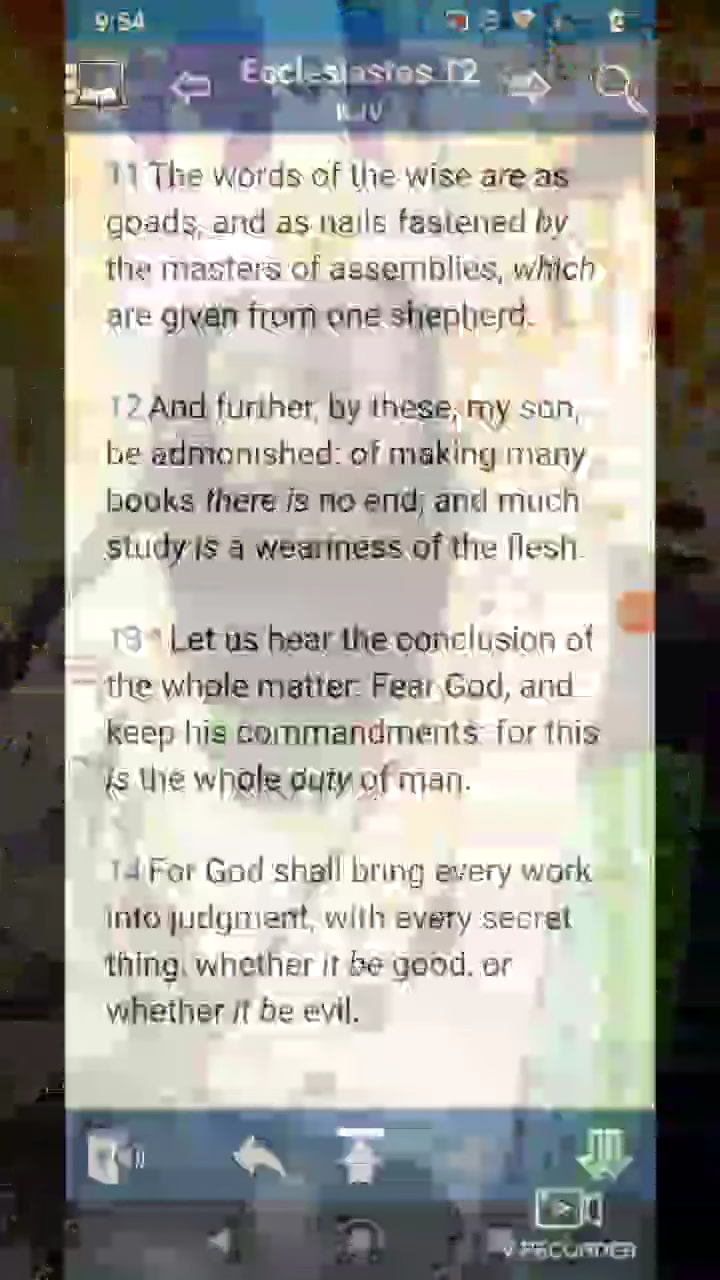 9:54
Ecclesiastes 12
KJV
11 The words of the wise are as
goads, and as nails fastened by
the masters of assemblies, which
are given from one shepherd.
12 And further, by these, my son,
be admonished: of making many
books there is no end; and much
study is a weariness of the flesh.
13 Let us hear the conclusion of
the whole matter: Fear God, and
keep his commandments: for this
is the whole duty of man.
14 For God shall bring every work
into judgment, with every secret
thing, whether it be good, or
whether it be evil.
V RECORDER